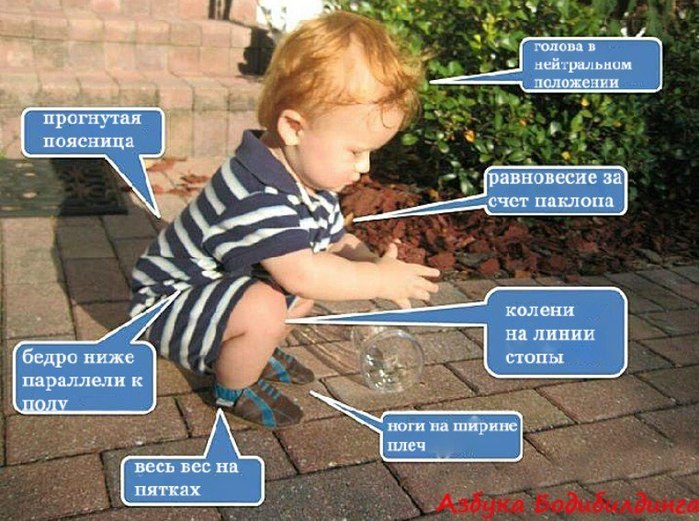 голова в
нейтральном
положении
прогнутая
поясница
равновесие за
счет паклопа
колени
на линии
стопы
бедро ниже
параллели к
полу
ноги на ширине
плеч
весь вес на
пятках
Азбука Бодибилдинга